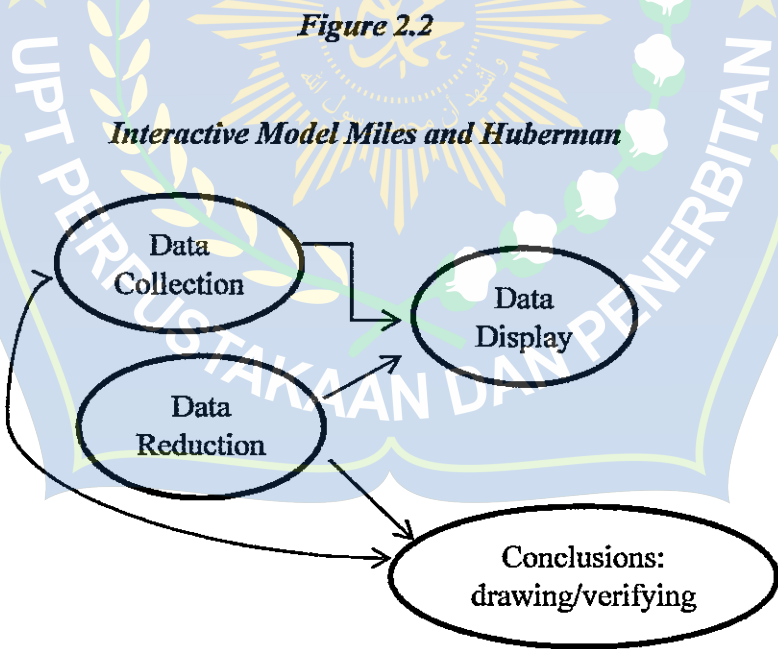 Figure 2.2
Interactive Model Miles and Huberman
Data
Collection
Data
Display
Data
Reduction
Conclusions:
drawing/verifying
UPT PERPUSTAKAAN DAN PENERBITAN